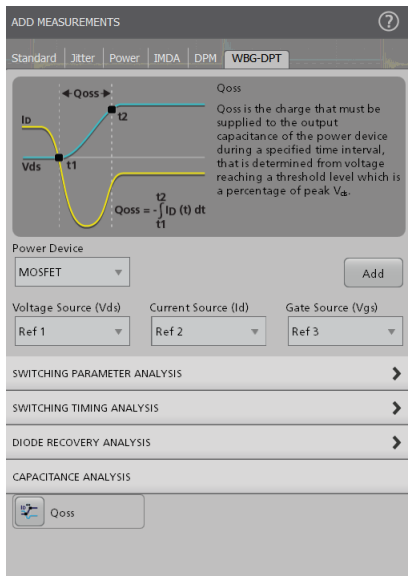 ADD MEASUREMENTS
?
Standard Jitter Power IMDA DPM WBG-DPT
Qoss
ID
t2
Vds
t1
Qoss = -∫ID (t) dt
t2
t1
Qoss
Qoss is the charge that must be
supplied to the output
capacitance of the power device
during a specified time interval,
that is determined from voltage
reaching a threshold level which is
a percentage of peak Vds.
Power Device
MOSFET
Add
Voltage Source (Vds) Current Source (Id) Gate Source (Vgs)
Ref 1 Ref 2 Ref 3
SWITCHING PARAMETER ANALYSIS
SWITCHING TIMING ANALYSIS
DIODE RECOVERY ANALYSIS
CAPACITANCE ANALYSIS
Qoss